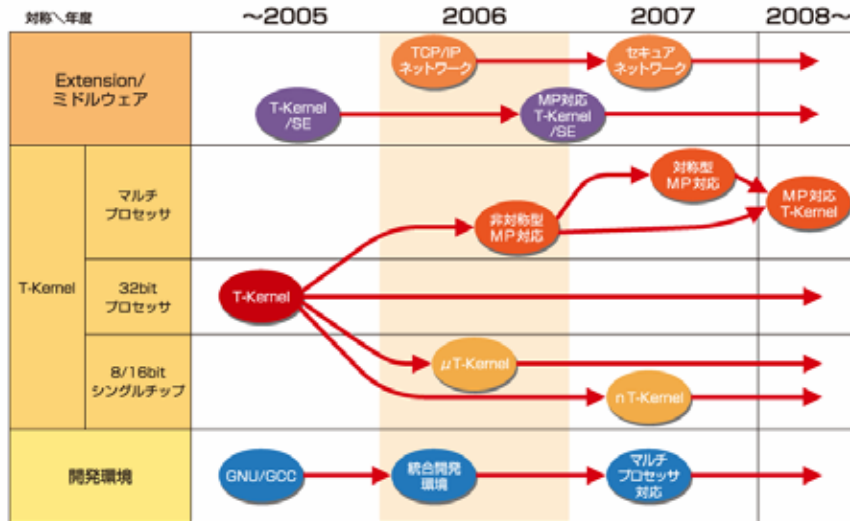 対称\年度
～2005
2006
2007
2008～
Extension/
ミドルウェア
TCP/IP
ネットワーク
セキュア
ネットワーク
T-Kernel
/SE
MP対応
T-Kernel
/SE
T-Kernel
マルチ
プロセッサ
非対称型
MP対応
対称型
MP対応
MP対応
T-Kernel
32bit
プロセッサ
T-Kernel
8/16bit
シングルチップ
μT-Kernel
nT-Kernel
開発環境
GNU/GCC
統合開発
環境
マルチ
プロセッサ
対応